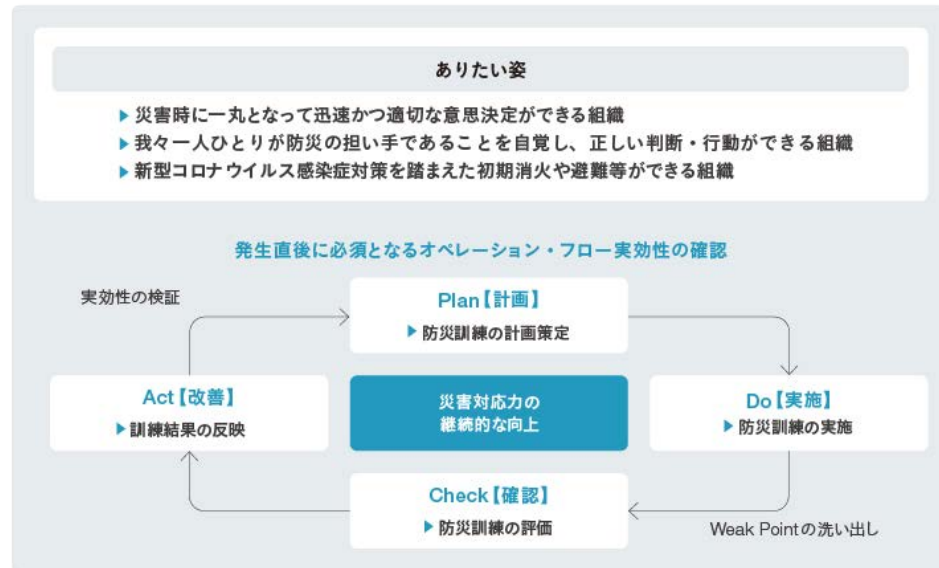 ありたい姿
▶災害時に一丸となって迅速かつ適切な意思決定ができる組織
▶我々一人ひとりが防災の担い手であることを自覚し、正しい判断・行動ができる組織
▶新型コロナウイルス感染症対策を踏まえた初期消火や避難等ができる組織
発生直後に必須となるオペレーション・フロー実効性の確認
実効性の検証
Plan【計画】
▶防災訓練の計画策定
Act【改善】
▶訓練結果の反映
災害対応力の
継続的な向上
Do【実施】
▶防災訓練の実施
Check【確認】
▶防災訓練の評価
Weak Pointの洗い出し